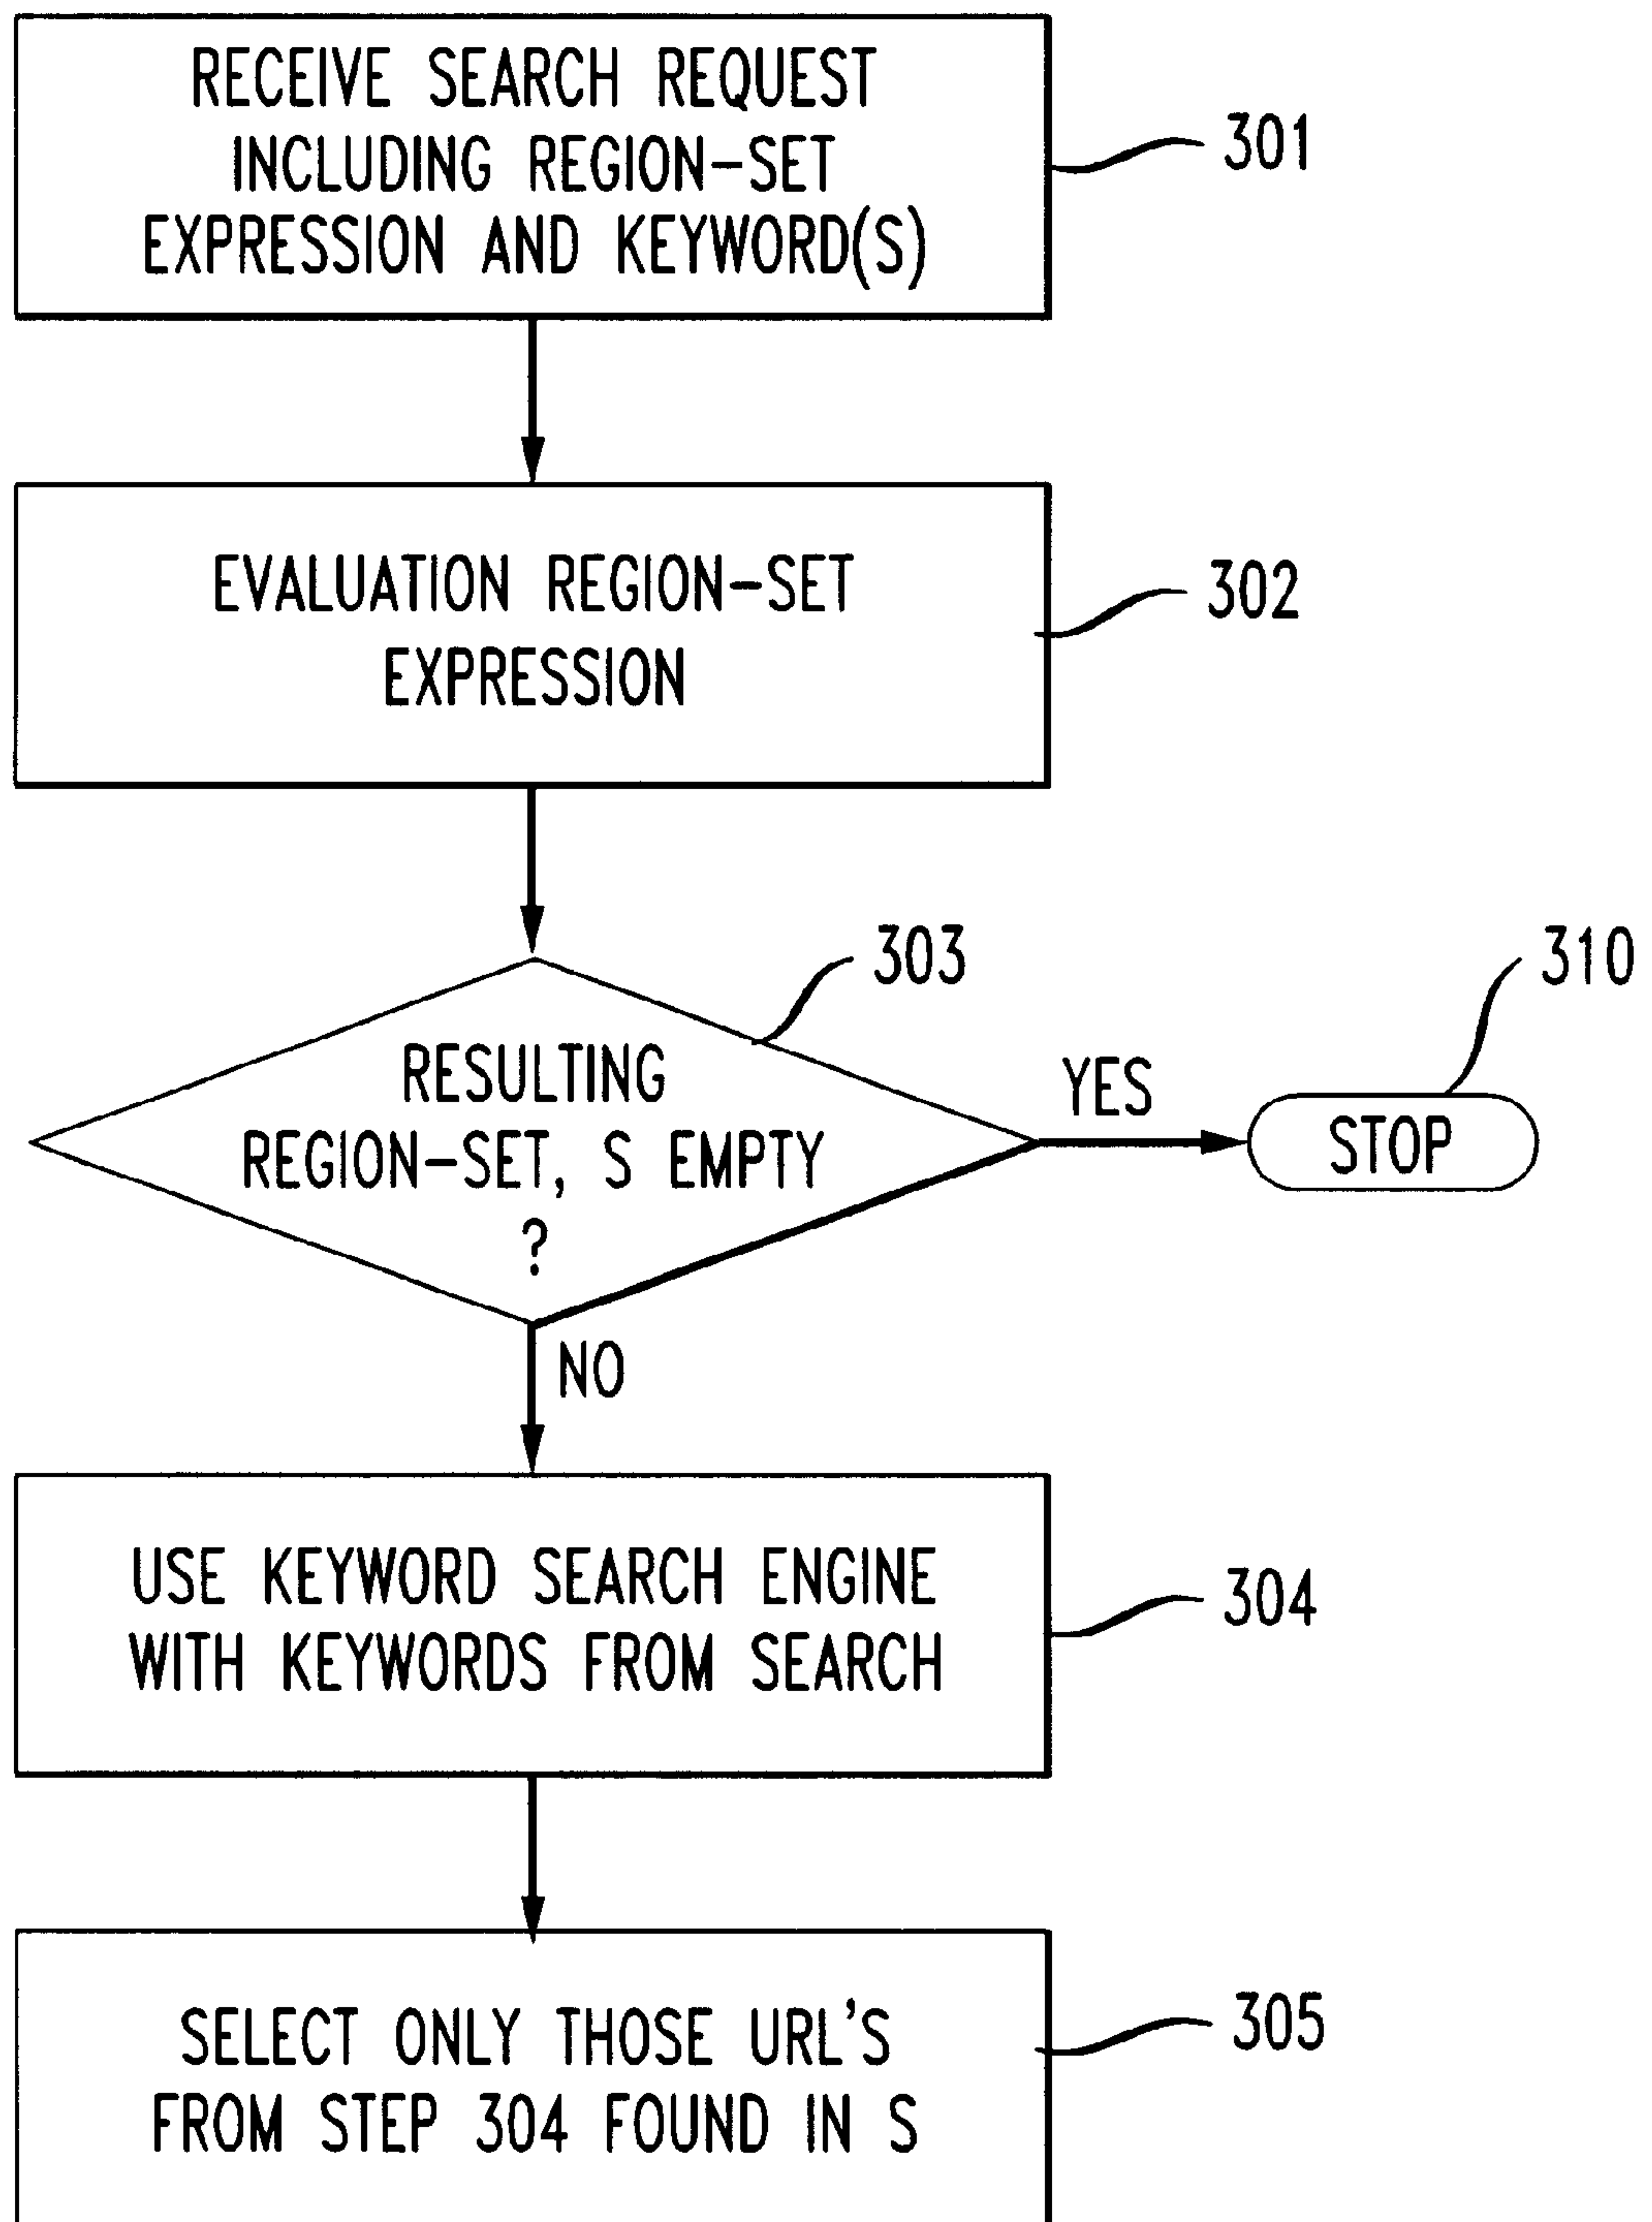 RECEIVE SEARCH REQUEST
INCLUDING REGION-SET
EXPRESSION AND KEYWORD(S)
301
EVALUATION REGION-SET
EXPRESSION
302
303
310
RESULTING
REGION-SET, S EMPTY
?
YES
STOP
NO
USE KEYWORD SEARCH ENGINE
WITH KEYWORDS FROM SEARCH
304
SELECT ONLY THOSE URL'S
FROM STEP 304 FOUND IN S
305